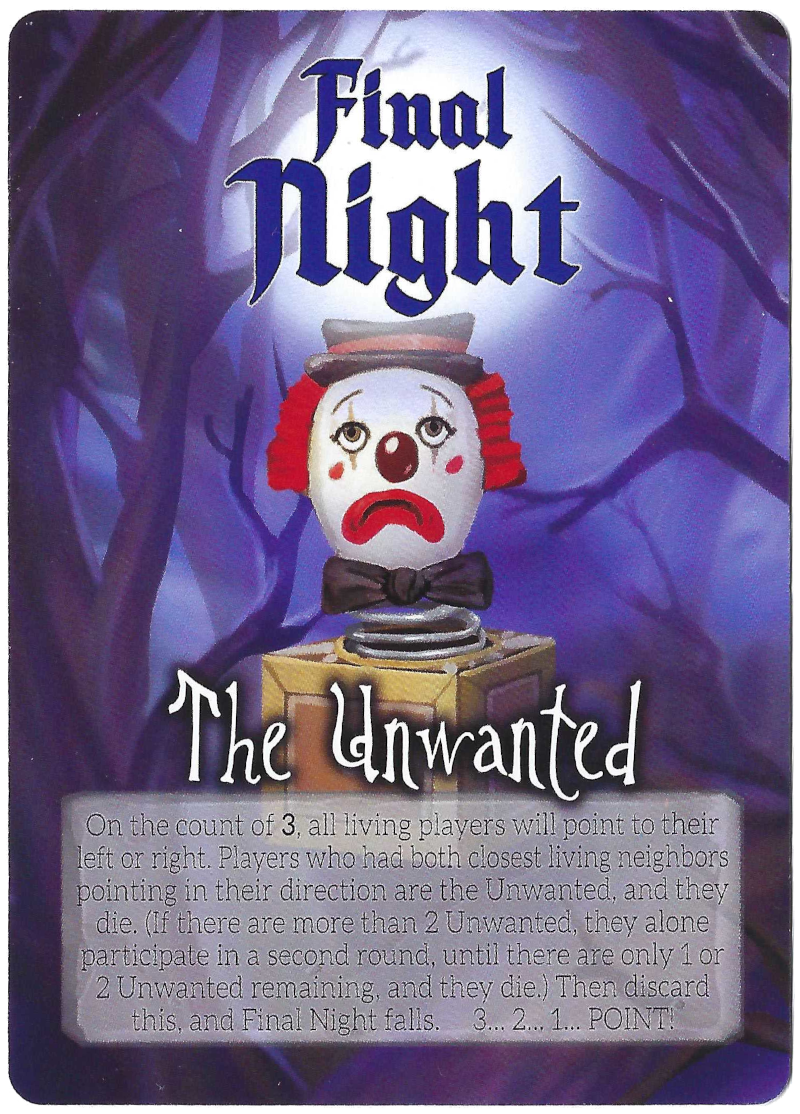 Final
Night
The Unwanted
On the count of 3, all living players will point to their
left or right. Players who had both closest living neighbors
pointing in their direction are the Unwanted, and they
die. (If there are more than 2 Unwanted, they alone
participate in a second round, until there are only 1 or
2 Unwanted remaining, and they die.) Then discard
this, and Final Night falls. 3... 2... 1... POINT!